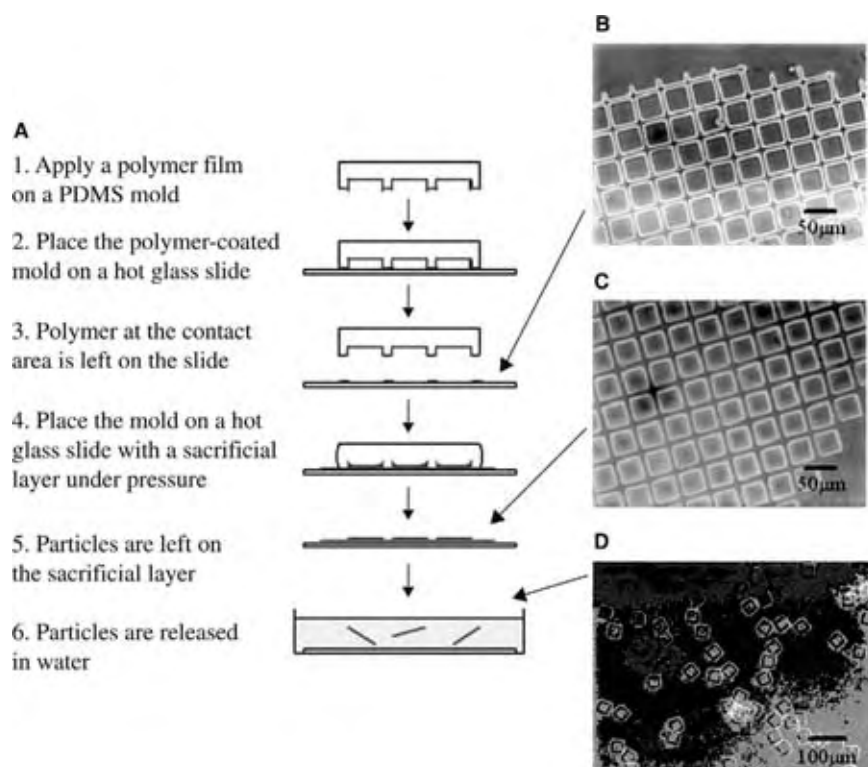 A
1. Apply a polymer film
on a PDMS mold
2. Place the polymer-coated
mold on a hot glass slide
3. Polymer at the contact
area is left on the slide
4. Place the mold on a hot
glass slide with a sacrificial
layer under pressure
5. Particles are left on
the sacrificial layer
6. Particles are released
in water
B
50μm
C
50μm
D
100μm